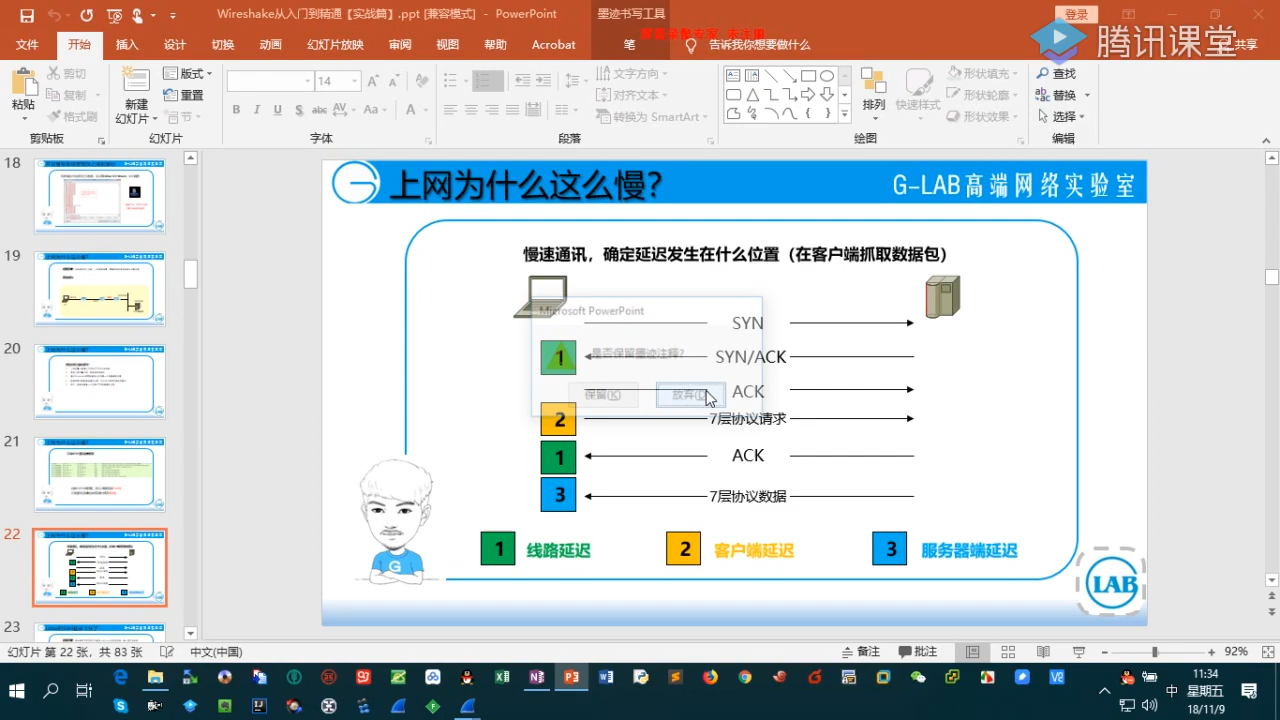 Wireshake从入门到精通【实战篇】.ppt [兼容模式] - PowerPoint
墨迹书写工具
登录
文件 开始 插入 设计 切换 动画 幻灯片放映 审阅 视图 帮助 Acrobat 笔 告诉我你想要做什么 共享
腾讯课堂
粘贴
剪切
复制
格式刷
剪贴板
新建
幻灯片
版式
重置
节
幻灯片
14
B I U S abc AV Aa A
字体
文字方向
对齐文本
转换为 SmartArt
段落
排列
快速样式
形状填充
形状轮廓
形状效果
绘图
查找
替换
选择
编辑
18
19
20
21
22
23
上网为什么这么慢?
G-LAB高端网络实验室
慢速通讯，确定延迟发生在什么位置（在客户端抓取数据包）
Microsoft PowerPoint
是否保留墨迹注释?
保留(K)
放弃(D)
SYN
1 SYN/ACK
ACK
2 7层协议请求
1 ACK
3 7层协议数据
1 线路延迟
2 客户端延迟
3 服务器端延迟
G
LAB
幻灯片 第 22 张，共 83 张
中文(中国)
备注
批注
92%
11:34
中 星期五
18/11/9